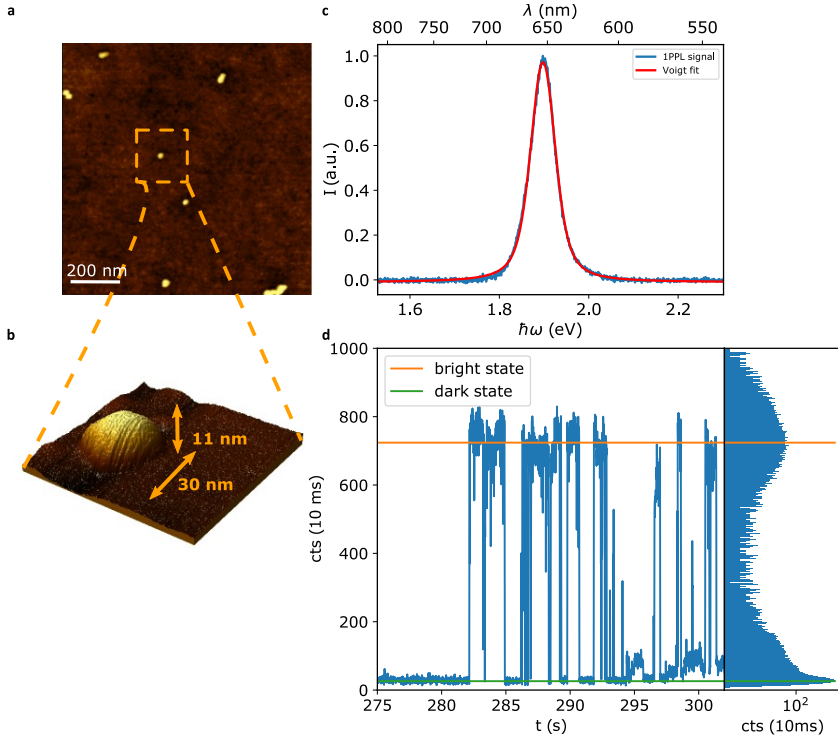 a
200 nm
b
11 nm
30 nm
c
λ (nm)
800 750 700 650 600 550
1PPL signal
Voigt fit
I (a.u.)
1.0
0.8
0.6
0.4
0.2
0.0
1.6 1.8 2.0 2.2
ħω (eV)
d
bright state
dark state
cts (10 ms)
1000
800
600
400
200
0
275 280 285 290 295 300
t (s)
10²
cts (10ms)